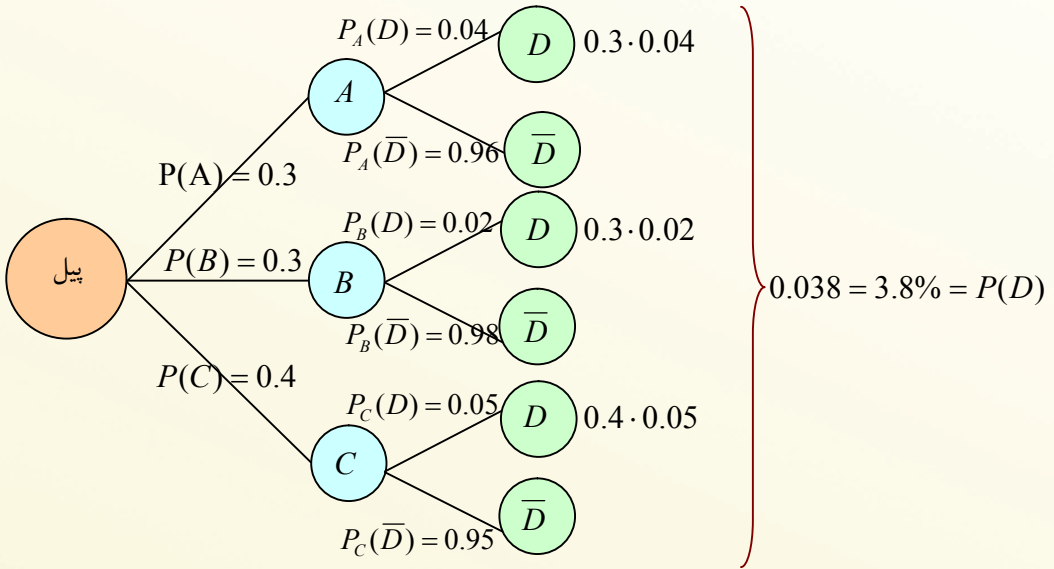 P_A(D) = 0.04
D 0.3·0.04
A
P_A(D̅) = 0.96
D̅
P(A) = 0.3
P_B(D) = 0.02
D 0.3·0.02
پیل
P(B) = 0.3
B
0.038 = 3.8% = P(D)
P_B(D̅) = 0.98
D̅
P(C) = 0.4
P_C(D) = 0.05
D 0.4·0.05
C
P_C(D̅) = 0.95
D̅